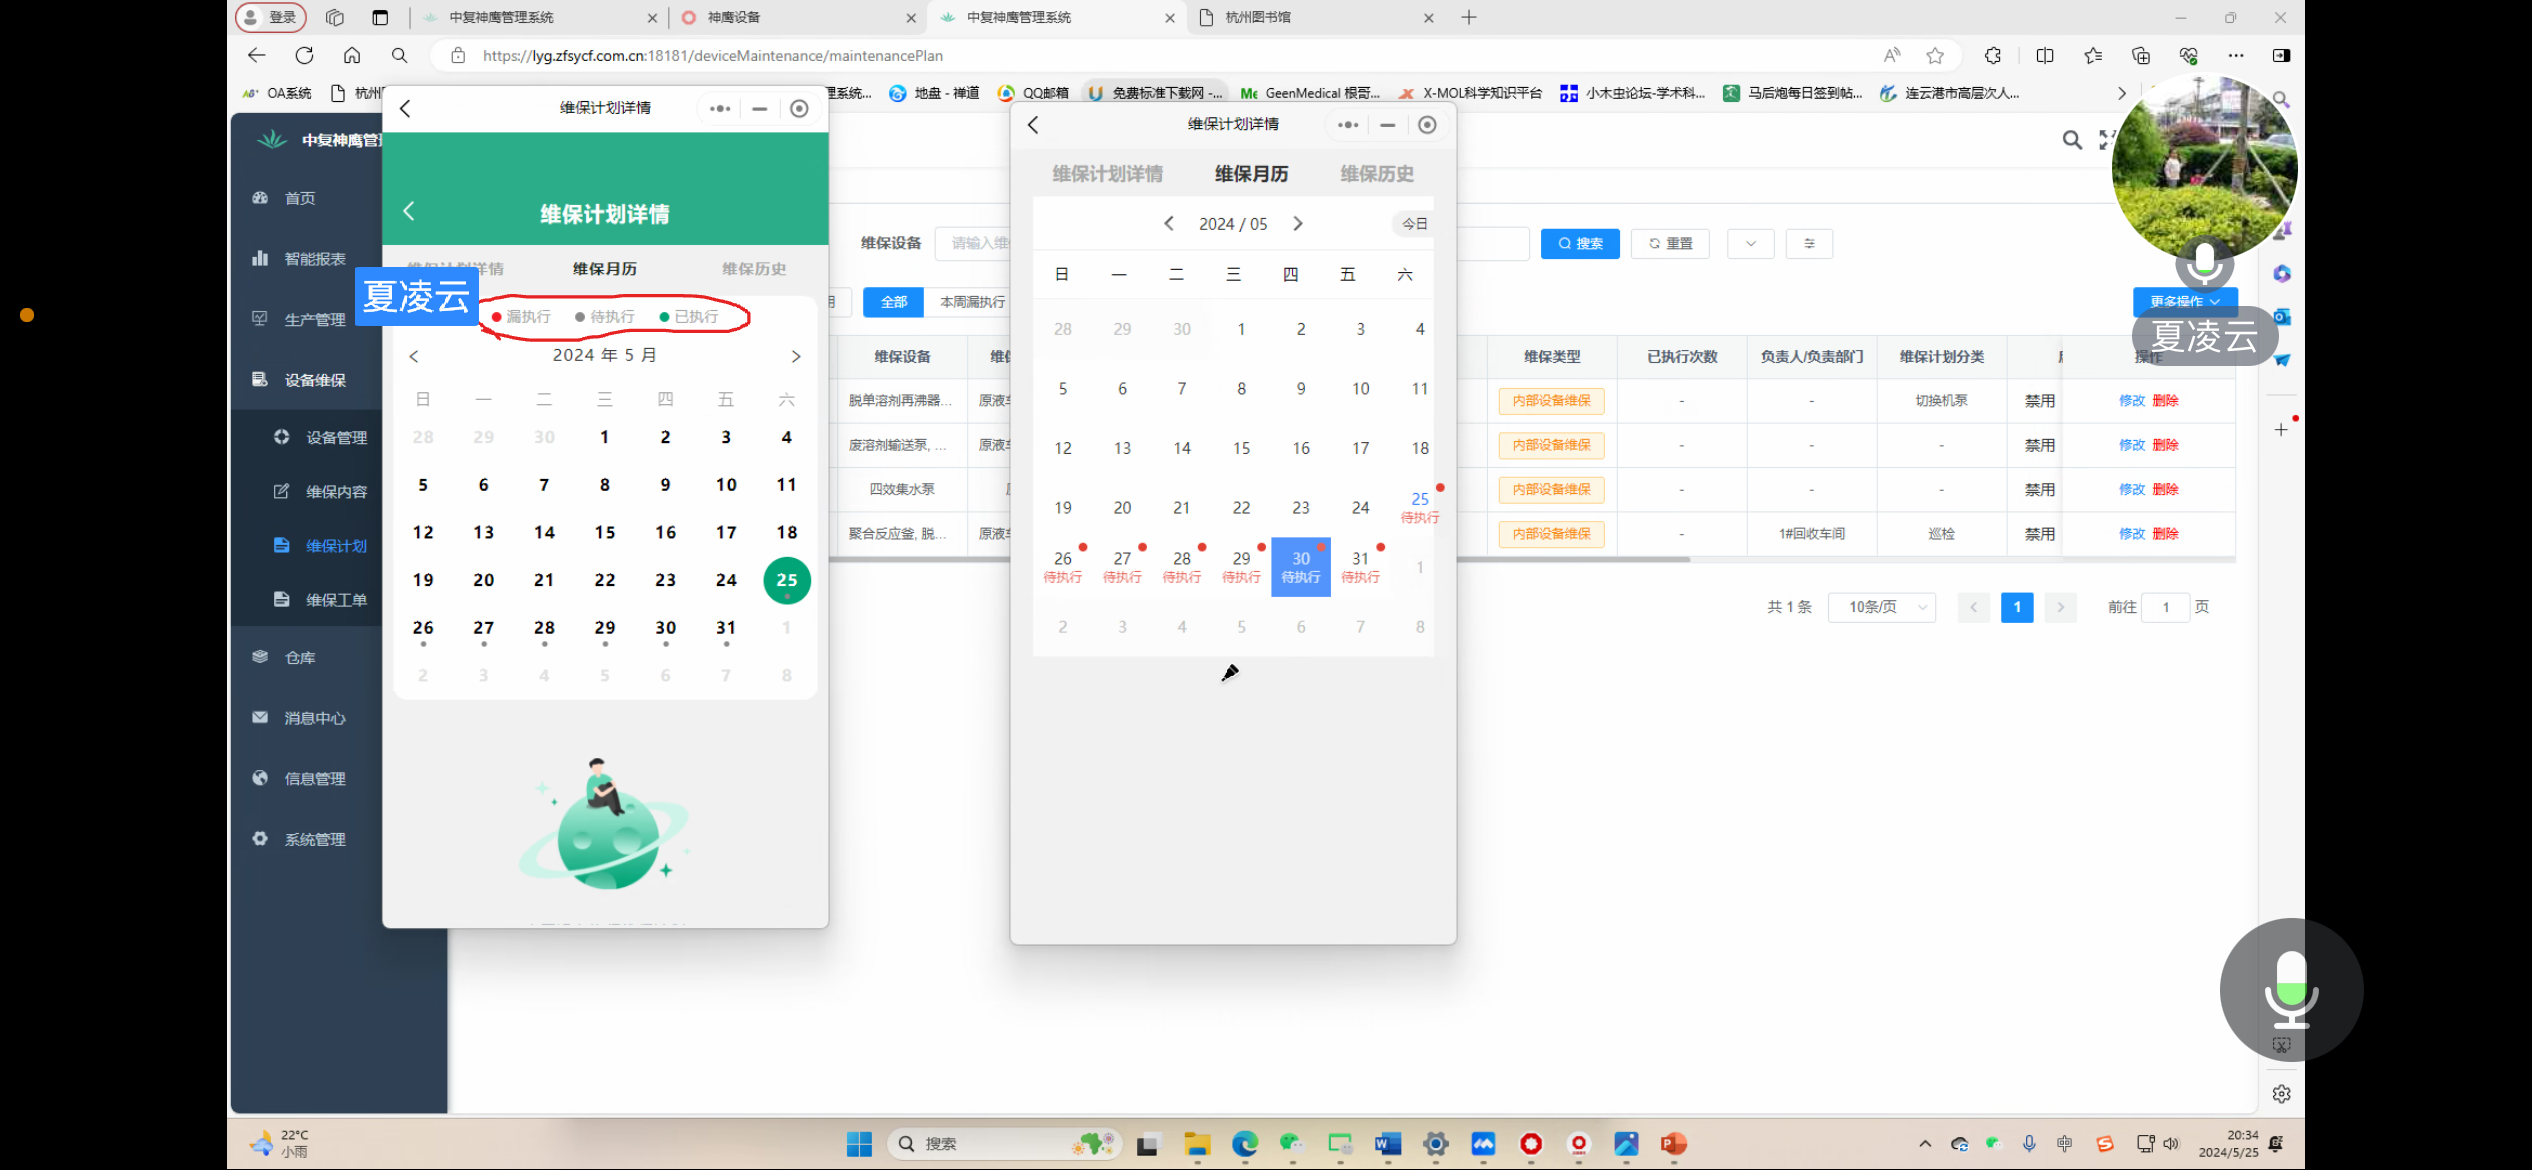 登录
中复神鹰管理系统
神鹰设备
中复神鹰管理系统
杭州图书馆
https://lyg.zfsycf.com.cn:18181/deviceMaintenance/maintenancePlan
OA系统
理系统...
地盘 - 禅道
QQ邮箱
免费标准下载网 -...
GeenMedical 根哥...
X-MOL科学知识平台
小木虫论坛-学术科...
马后炮每日签到帖...
连云港市高层次人...
中复神鹰管
首页
智能报表
生产管理
设备维保
设备管理
维保内容
维保计划
维保工单
仓库
消息中心
信息管理
系统管理
维保计划详情
维保计划详情
维保月历
维保历史
夏凌云
漏执行
待执行
已执行
2024 年 5 月
日 一 二 三 四 五 六
28 29 30 1 2 3 4
5 6 7 8 9 10 11
12 13 14 15 16 17 18
19 20 21 22 23 24 25
26 27 28 29 30 31 1
2 3 4 5 6 7 8
维保计划详情
维保计划详情
维保月历
维保历史
2024 / 05
今日
日 一 二 三 四 五 六
28 29 30 1 2 3 4
5 6 7 8 9 10 11
12 13 14 15 16 17 18
19 20 21 22 23 24 25
待执行
26 27 28 29 30 31 1
待执行 待执行 待执行 待执行 待执行 待执行
2 3 4 5 6 7 8
维保设备
请输入维
搜索
重置
全部
本周漏执行
更多操作
夏凌云
维保设备 维保类型 已执行次数 负责人/负责部门 维保计划分类 操作
脱单溶剂再沸器... 内部设备维保 - - 切换机泵 禁用 修改 删除
废溶剂输送泵, ... 内部设备维保 - - - 禁用 修改 删除
四效集水泵 内部设备维保 - - - 禁用 修改 删除
聚合反应釜, 脱... 内部设备维保 - 1#回收车间 巡检 禁用 修改 删除
共 1 条
10条/页
1
前往 1 页
22°C
小雨
搜索
中
20:34
2024/5/25